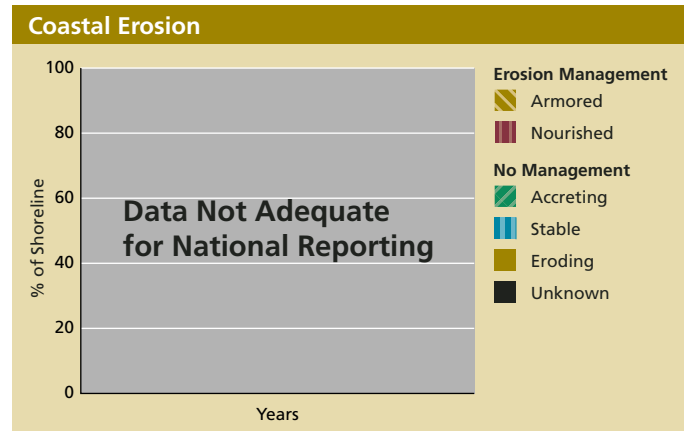 Coastal Erosion
100
80
60
40
20
0
% of Shoreline
Data Not Adequate
for National Reporting
Years
Erosion Management
Armored
Nourished
No Management
Accreting
Stable
Eroding
Unknown